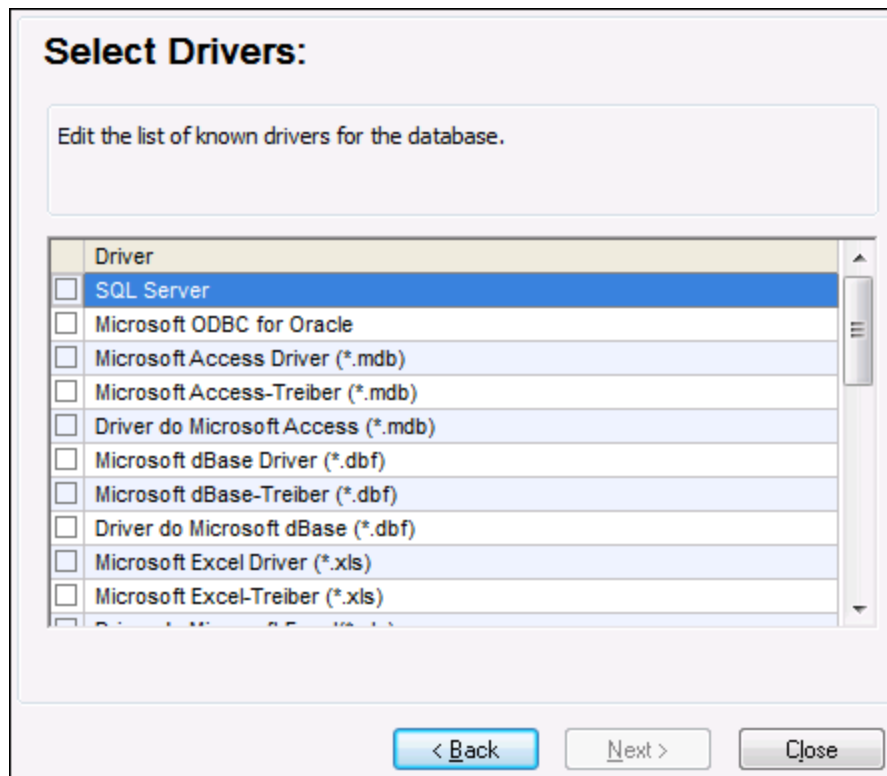 Select Drivers:
Edit the list of known drivers for the database.
Driver
SQL Server
Microsoft ODBC for Oracle
Microsoft Access Driver (*.mdb)
Microsoft Access-Treiber (*.mdb)
Driver do Microsoft Access (*.mdb)
Microsoft dBase Driver (*.dbf)
Microsoft dBase-Treiber (*.dbf)
Driver do Microsoft dBase (*.dbf)
Microsoft Excel Driver (*.xls)
Microsoft Excel-Treiber (*.xls)
< Back Next > Close